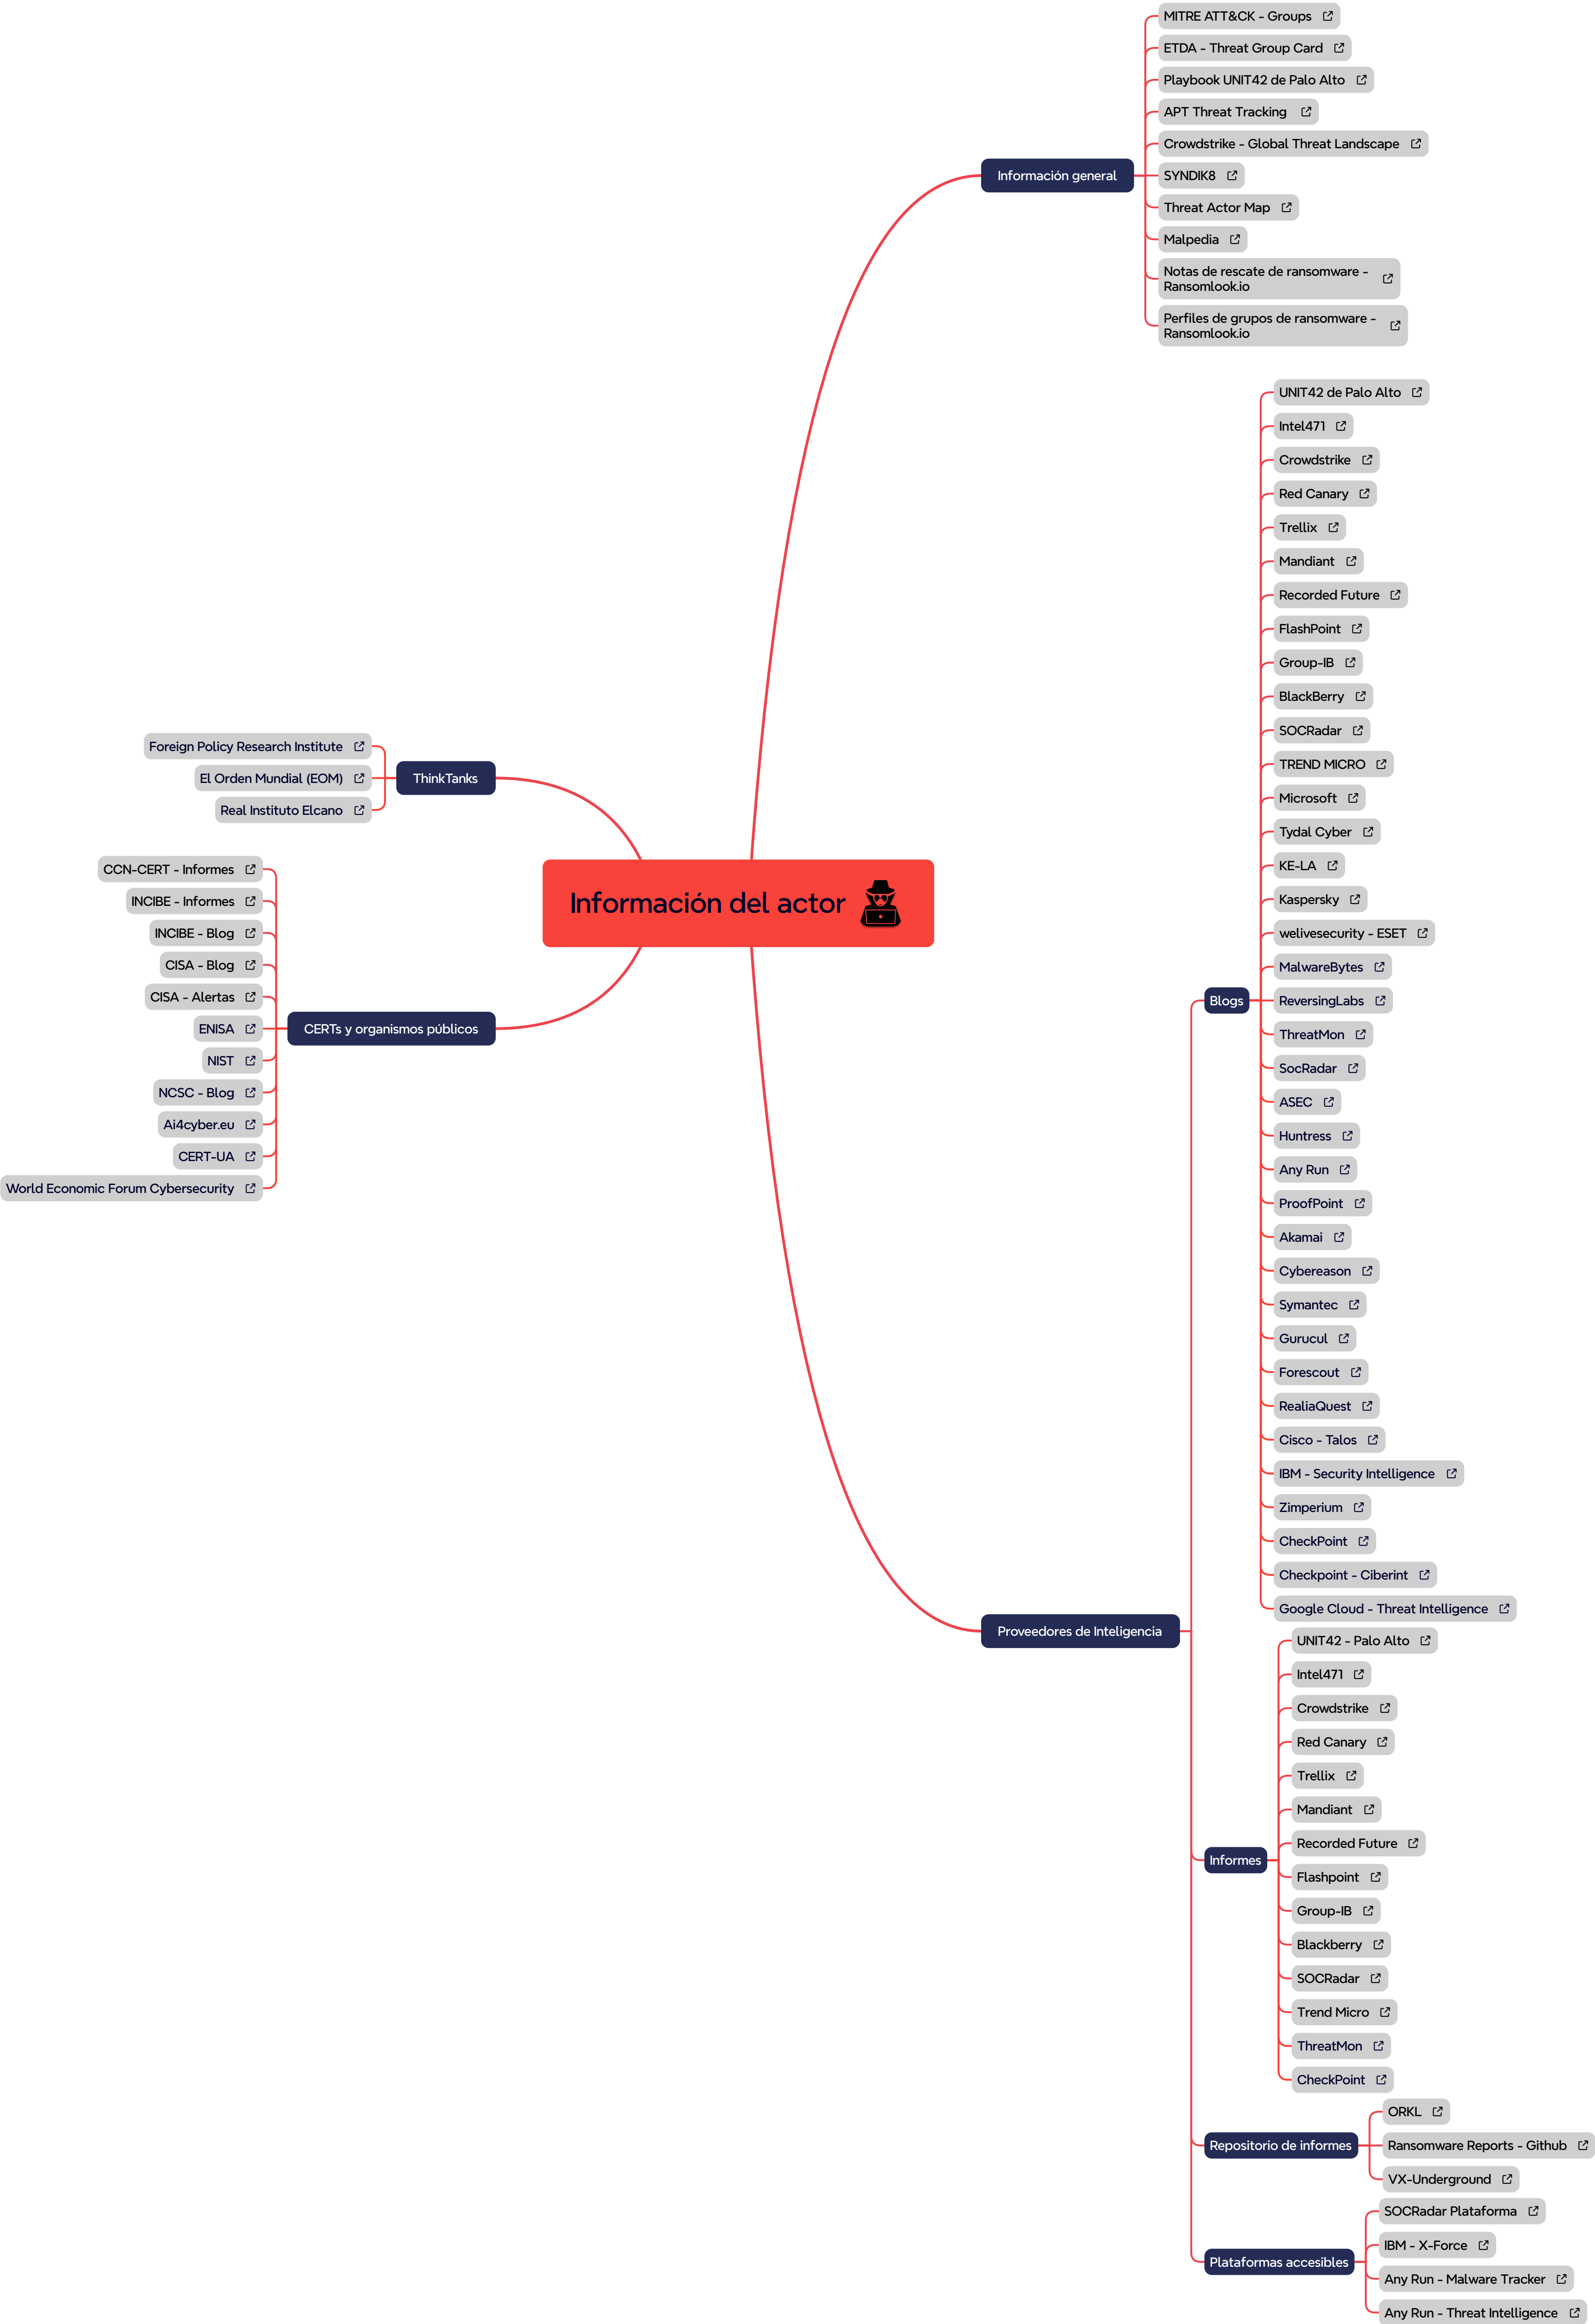 MITRE ATT&CK - Groups
ETDA - Threat Group Card
Playbook UNIT42 de Palo Alto
APT Threat Tracking
Crowdstrike - Global Threat Landscape
Información general
SYNDIK8
Threat Actor Map
Malpedia
Notas de rescate de ransomware -
Ransomlook.io
Perfiles de grupos de ransomware -
Ransomlook.io
Foreign Policy Research Institute
El Orden Mundial (EOM)
ThinkTanks
Real Instituto Elcano
Información del actor
CCN-CERT - Informes
INCIBE - Informes
INCIBE - Blog
CISA - Blog
CISA - Alertas
ENISA
CERTs y organismos públicos
NIST
NCSC - Blog
Ai4cyber.eu
CERT-UA
World Economic Forum Cybersecurity
Proveedores de Inteligencia
Blogs
UNIT42 de Palo Alto
Intel471
Crowdstrike
Red Canary
Trellix
Mandiant
Recorded Future
FlashPoint
Group-IB
BlackBerry
SOCRadar
TREND MICRO
Microsoft
Tydal Cyber
KE-LA
Kaspersky
welivesecurity - ESET
MalwareBytes
ReversingLabs
ThreatMon
SocRadar
ASEC
Huntress
Any Run
ProofPoint
Akamai
Cybereason
Symantec
Gurucul
Forescout
RealiaQuest
Cisco - Talos
IBM - Security Intelligence
Zimperium
CheckPoint
Checkpoint - Ciberint
Google Cloud - Threat Intelligence
Informes
UNIT42 - Palo Alto
Intel471
Crowdstrike
Red Canary
Trellix
Mandiant
Recorded Future
Flashpoint
Group-IB
Blackberry
SOCRadar
Trend Micro
ThreatMon
CheckPoint
Repositorio de informes
ORKL
Ransomware Reports - Github
VX-Underground
Plataformas accesibles
SOCRadar Plataforma
IBM - X-Force
Any Run - Malware Tracker
Any Run - Threat Intelligence